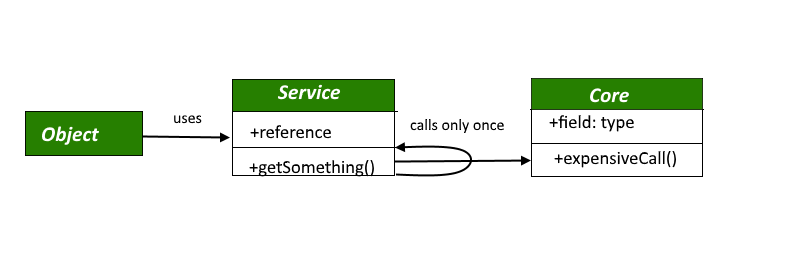 Object
uses
Service
+reference
+getSomething()
calls only once
Core
+field: type
+expensiveCall()